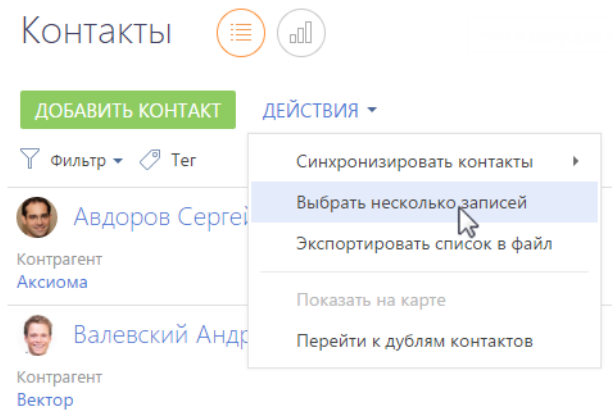 Контакты
ДОБАВИТЬ КОНТАКТ
ДЕЙСТВИЯ
Фильтр
Тег
Синхронизировать контакты
Выбрать несколько записей
Экспортировать список в файл
Показать на карте
Перейти к дублям контактов
Авдоров Сергей
Контрагент
Аксиома
Валевский Андр
Контрагент
Вектор